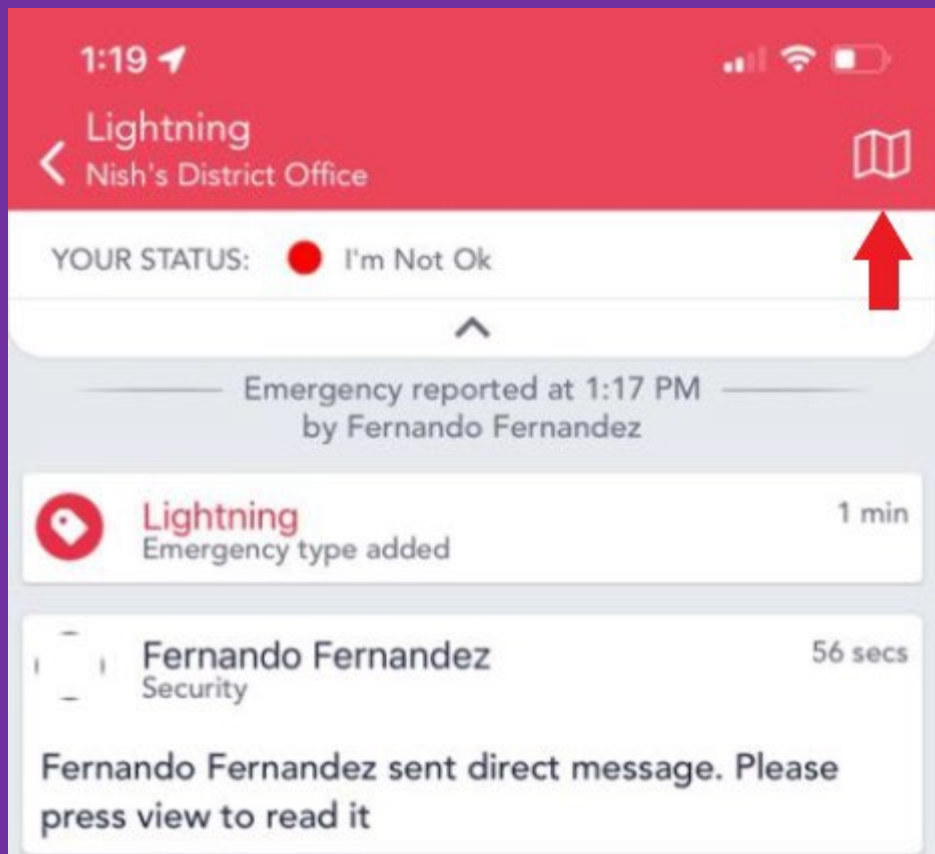 1:19
Lightning
Nish's District Office
YOUR STATUS: I'm Not Ok
Emergency reported at 1:17 PM
by Fernando Fernandez
Lightning 1 min
Emergency type added
Fernando Fernandez 56 secs
Security
Fernando Fernandez sent direct message. Please
press view to read it